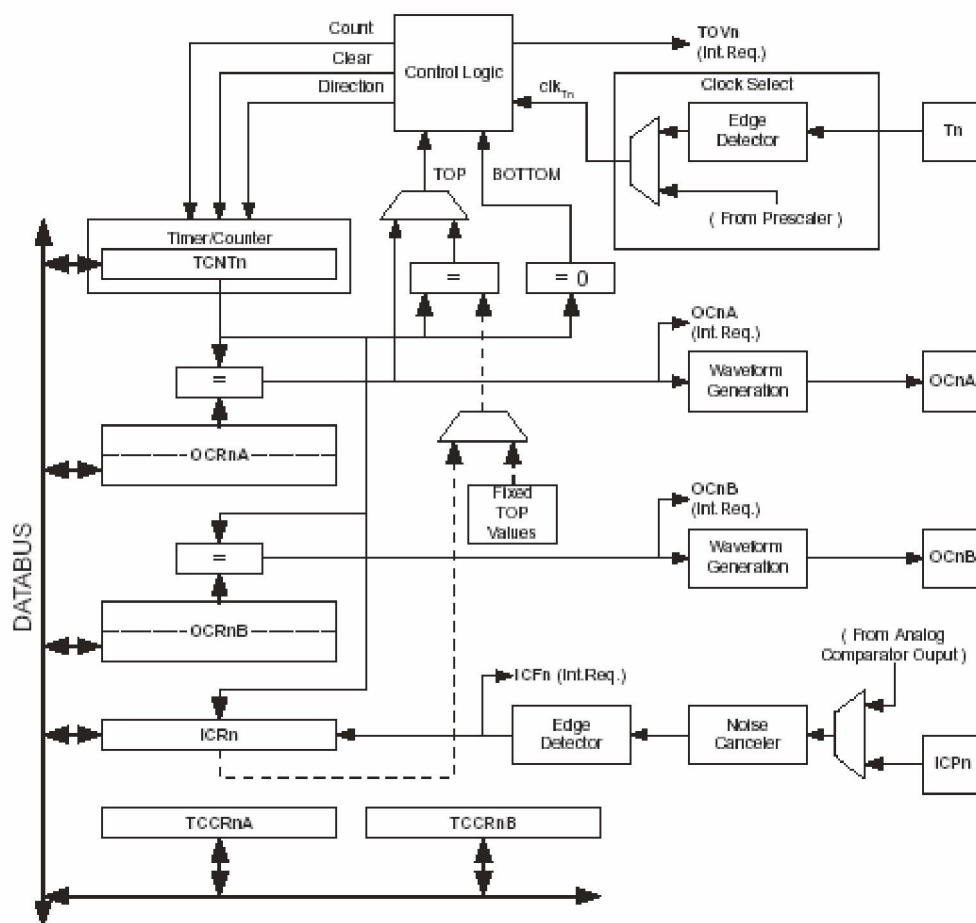 Count
Clear
Direction
Control Logic
TOVn
(Int.Req.)
clkTn
Clock Select
Edge
Detector
Tn
( From Prescaler )
TOP
BOTTOM
Timer/Counter
TCNTn
=
= 0
=
OCnA
(Int.Req.)
Waveform
Generation
OCnA
OCRnA
Fixed
TOP
Values
OCnB
(Int.Req.)
=
Waveform
Generation
OCnB
DATABUS
OCRnB
( From Analog
Comparator Ouput )
ICFn (Int.Req.)
ICRn
Edge
Detector
Noise
Canceler
ICPn
TCCRnA
TCCRnB